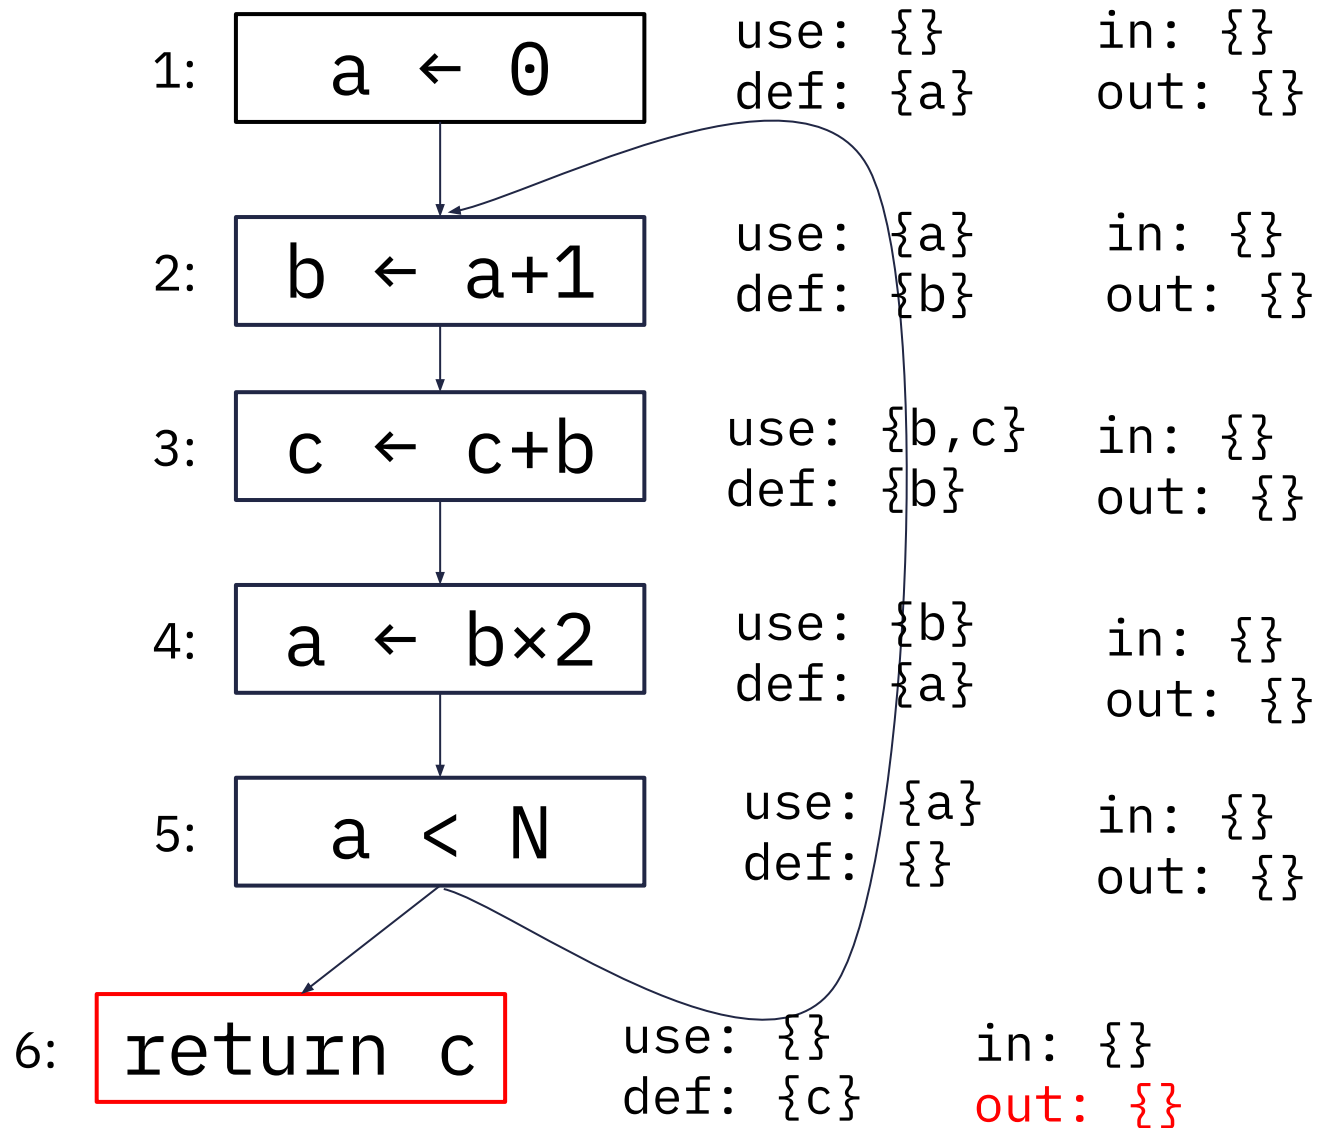 1: a ← 0
use: {} in: {}
def: {a} out: {}
2: b ← a+1
use: {a} in: {}
def: {b} out: {}
3: c ← c+b
use: {b,c} in: {}
def: {b} out: {}
4: a ← b×2
use: {b} in: {}
def: {a} out: {}
5: a < N
use: {a} in: {}
def: {} out: {}
6: return c
use: {} in: {}
def: {c} out: {}